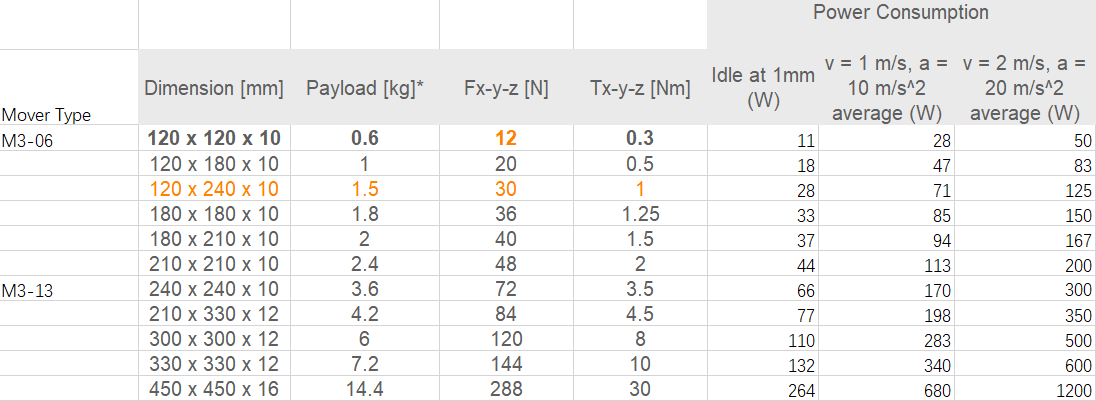 Power Consumption
Mover Type Dimension [mm] Payload [kg]* Fx-y-z [N] Tx-y-z [Nm] Idle at 1mm (W) v = 1 m/s, a = 10 m/s^2 average (W) v = 2 m/s, a = 20 m/s^2 average (W)
M3-06 120 x 120 x 10 0.6 12 0.3 11 28 50
120 x 180 x 10 1 20 0.5 18 47 83
120 x 240 x 10 1.5 30 1 28 71 125
180 x 180 x 10 1.8 36 1.25 33 85 150
180 x 210 x 10 2 40 1.5 37 94 167
210 x 210 x 10 2.4 48 2 44 113 200
M3-13 240 x 240 x 10 3.6 72 3.5 66 170 300
210 x 330 x 12 4.2 84 4.5 77 198 350
300 x 300 x 12 6 120 8 110 283 500
330 x 330 x 12 7.2 144 10 132 340 600
450 x 450 x 16 14.4 288 30 264 680 1200